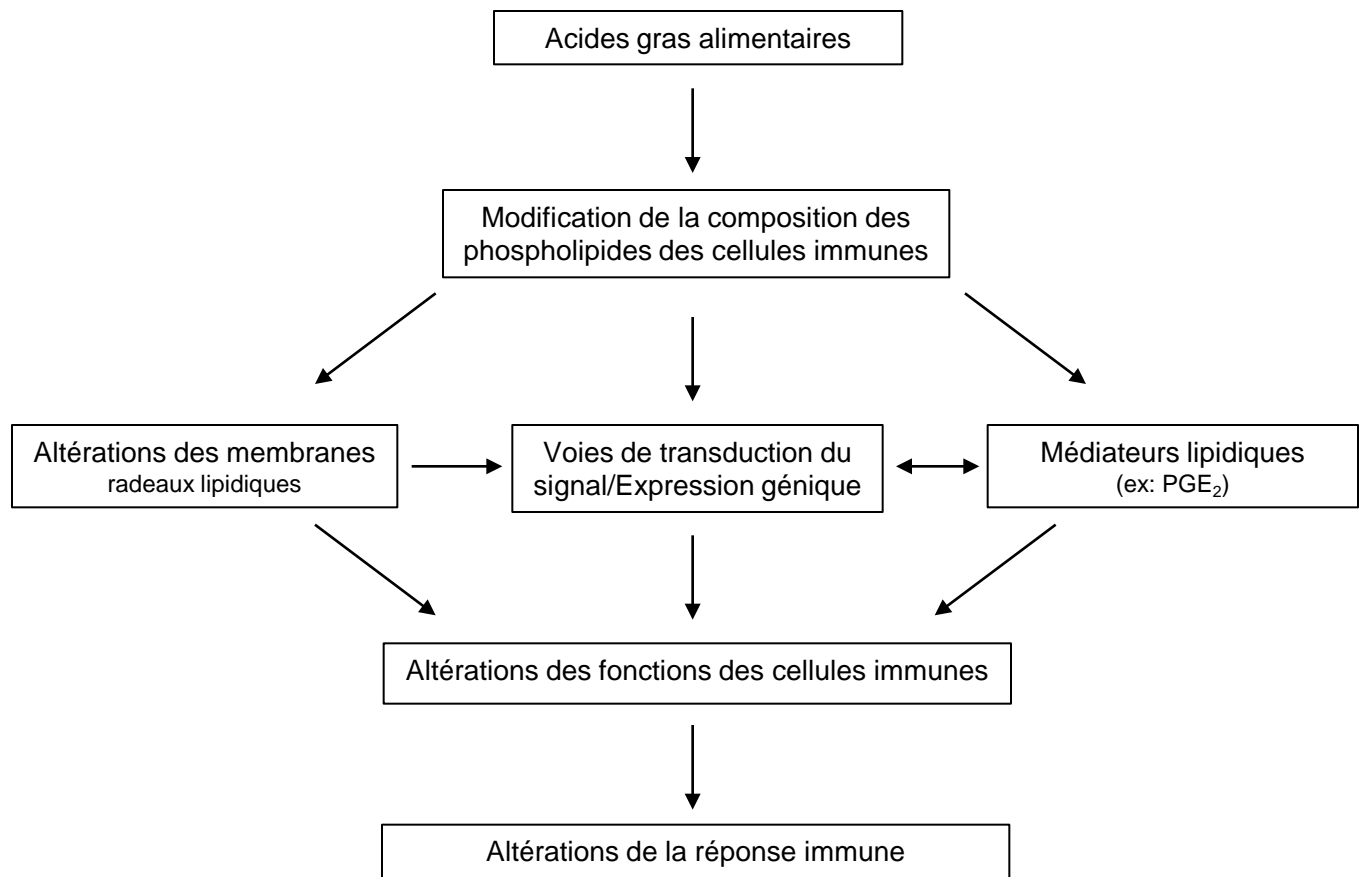 Acides gras alimentaires
Modification de la composition des
phospholipides des cellules immunes
Altérations des membranes
radeaux lipidiques
Voies de transduction du
signal/Expression génique
Médiateurs lipidiques
(ex: PGE₂)
Altérations des fonctions des cellules immunes
Altérations de la réponse immune